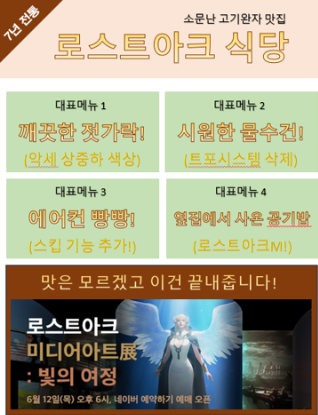 7년 전통
소문난 고기완자 맛집
로스트아크 식당
대표메뉴 1
깨끗한 젓가락!
(악세 상중하 색상)
대표메뉴 2
시원한 물수건!
(트포시스템 삭제)
대표메뉴 3
에어컨 빵빵!
(스킵 기능 추가!)
대표메뉴 4
옆집에서 사온 공기밥
(로스트아크M!)
맛은 모르겠고 이건 끝내줍니다!
로스트아크
미디어아트展
: 빛의 여정
6월 12일(목) 오후 6시, 네이버 예약하기 예매 오픈